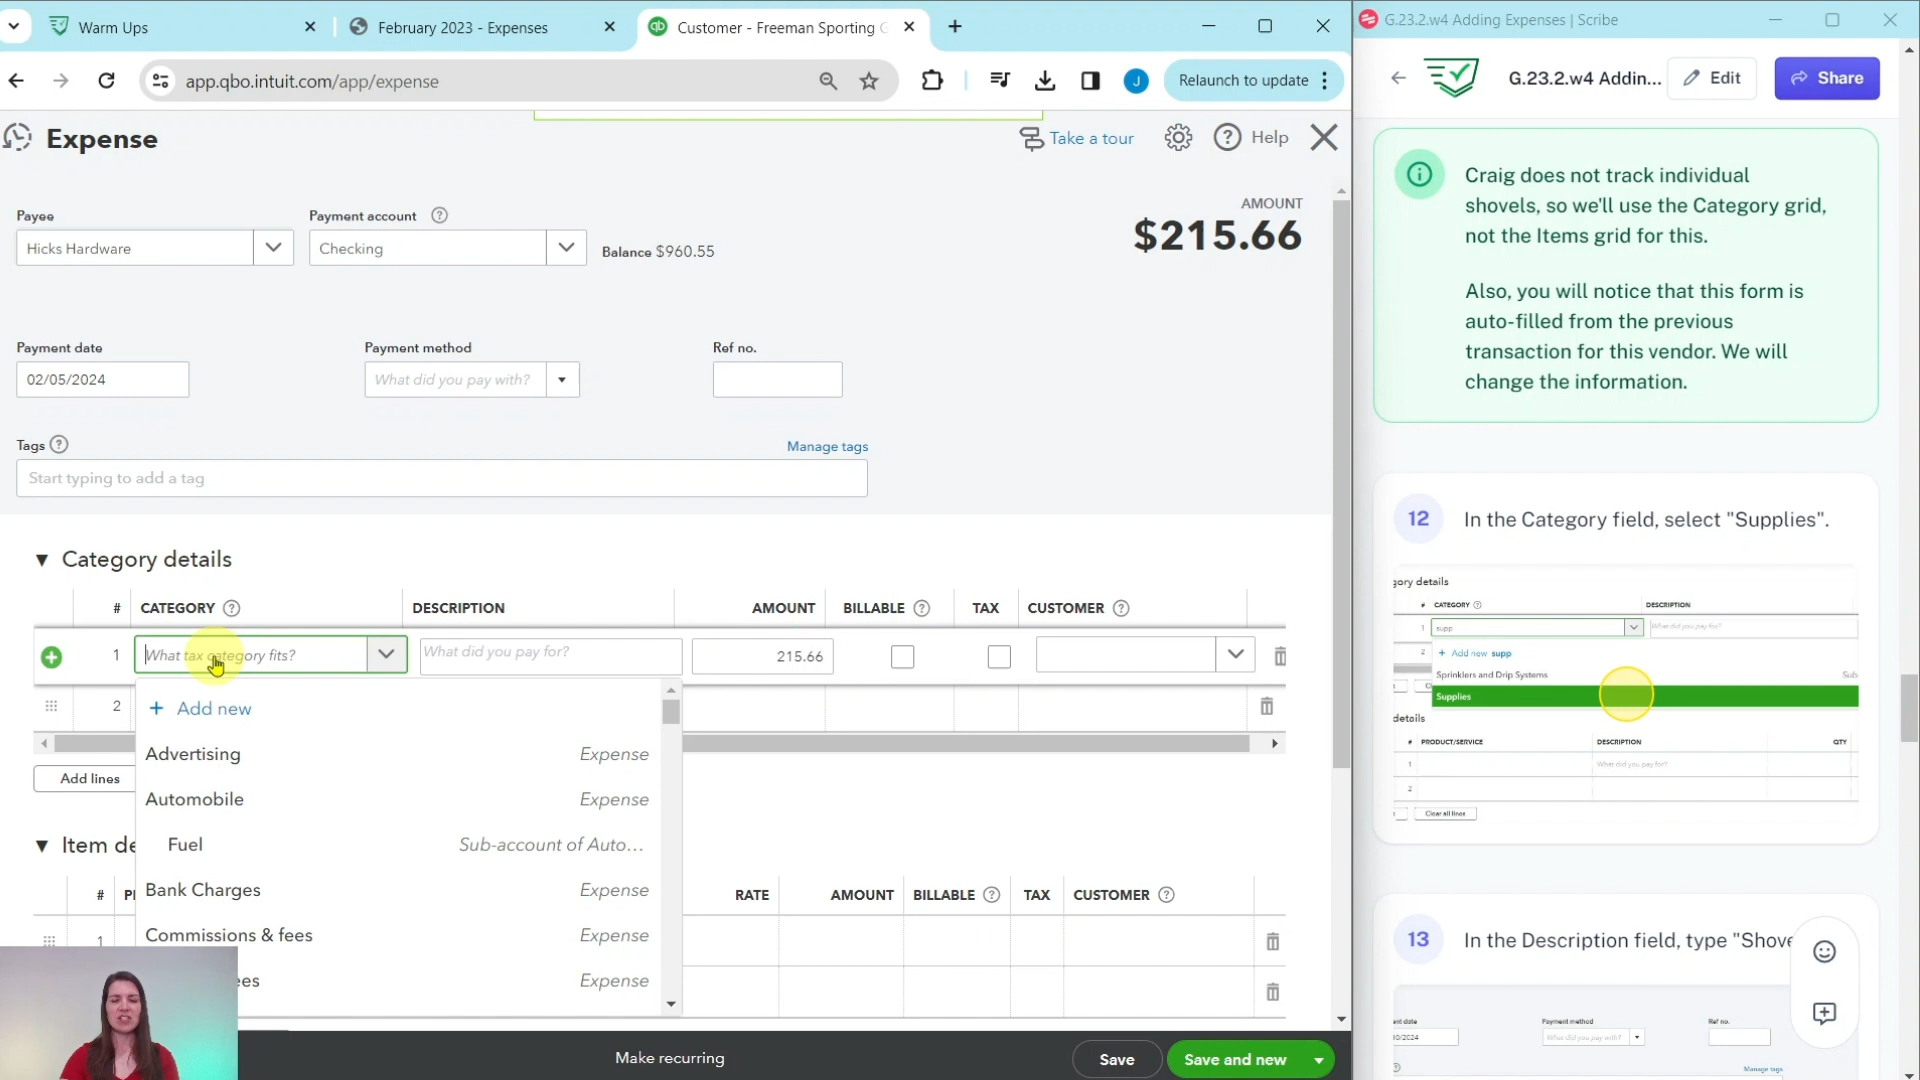 Warm Ups
February 2023 - Expenses
Customer - Freeman Sporting G
app.qbo.intuit.com/app/expense
J
Relaunch to update
Expense
Take a tour
Help
Payee
Hicks Hardware
Payment account
Checking
Balance $960.55
AMOUNT
$215.66
Payment date
02/05/2024
Payment method
What did you pay with?
Ref no.
Tags
Manage tags
Start typing to add a tag
Category details
# CATEGORY DESCRIPTION AMOUNT BILLABLE TAX CUSTOMER
1 What tax category fits? What did you pay for? 215.66
2
Add new
Advertising Expense
Automobile Expense
Fuel Sub-account of Auto...
Bank Charges Expense
Commissions & fees Expense
ees Expense
Add lines
Item de
# P RATE AMOUNT BILLABLE TAX CUSTOMER
1
Make recurring
Save
Save and new
G.23.2.w4 Adding Expenses | Scribe
G.23.2.w4 Addin...
Edit
Share
Craig does not track individual
shovels, so we'll use the Category grid,
not the Items grid for this.
Also, you will notice that this form is
auto-filled from the previous
transaction for this vendor. We will
change the information.
12 In the Category field, select "Supplies".
gory details
# CATEGORY DESCRIPTION
1 supp What did you pay for?
2 + Add new supp
Sprinklers and Drip Systems Sub
Supplies
details
# PRODUCT/SERVICE DESCRIPTION QTY
1 What did you pay for?
2
Clear all lines
13 In the Description field, type "Shove
Payment method
Ref no.
What did you pay with?
Manage tags